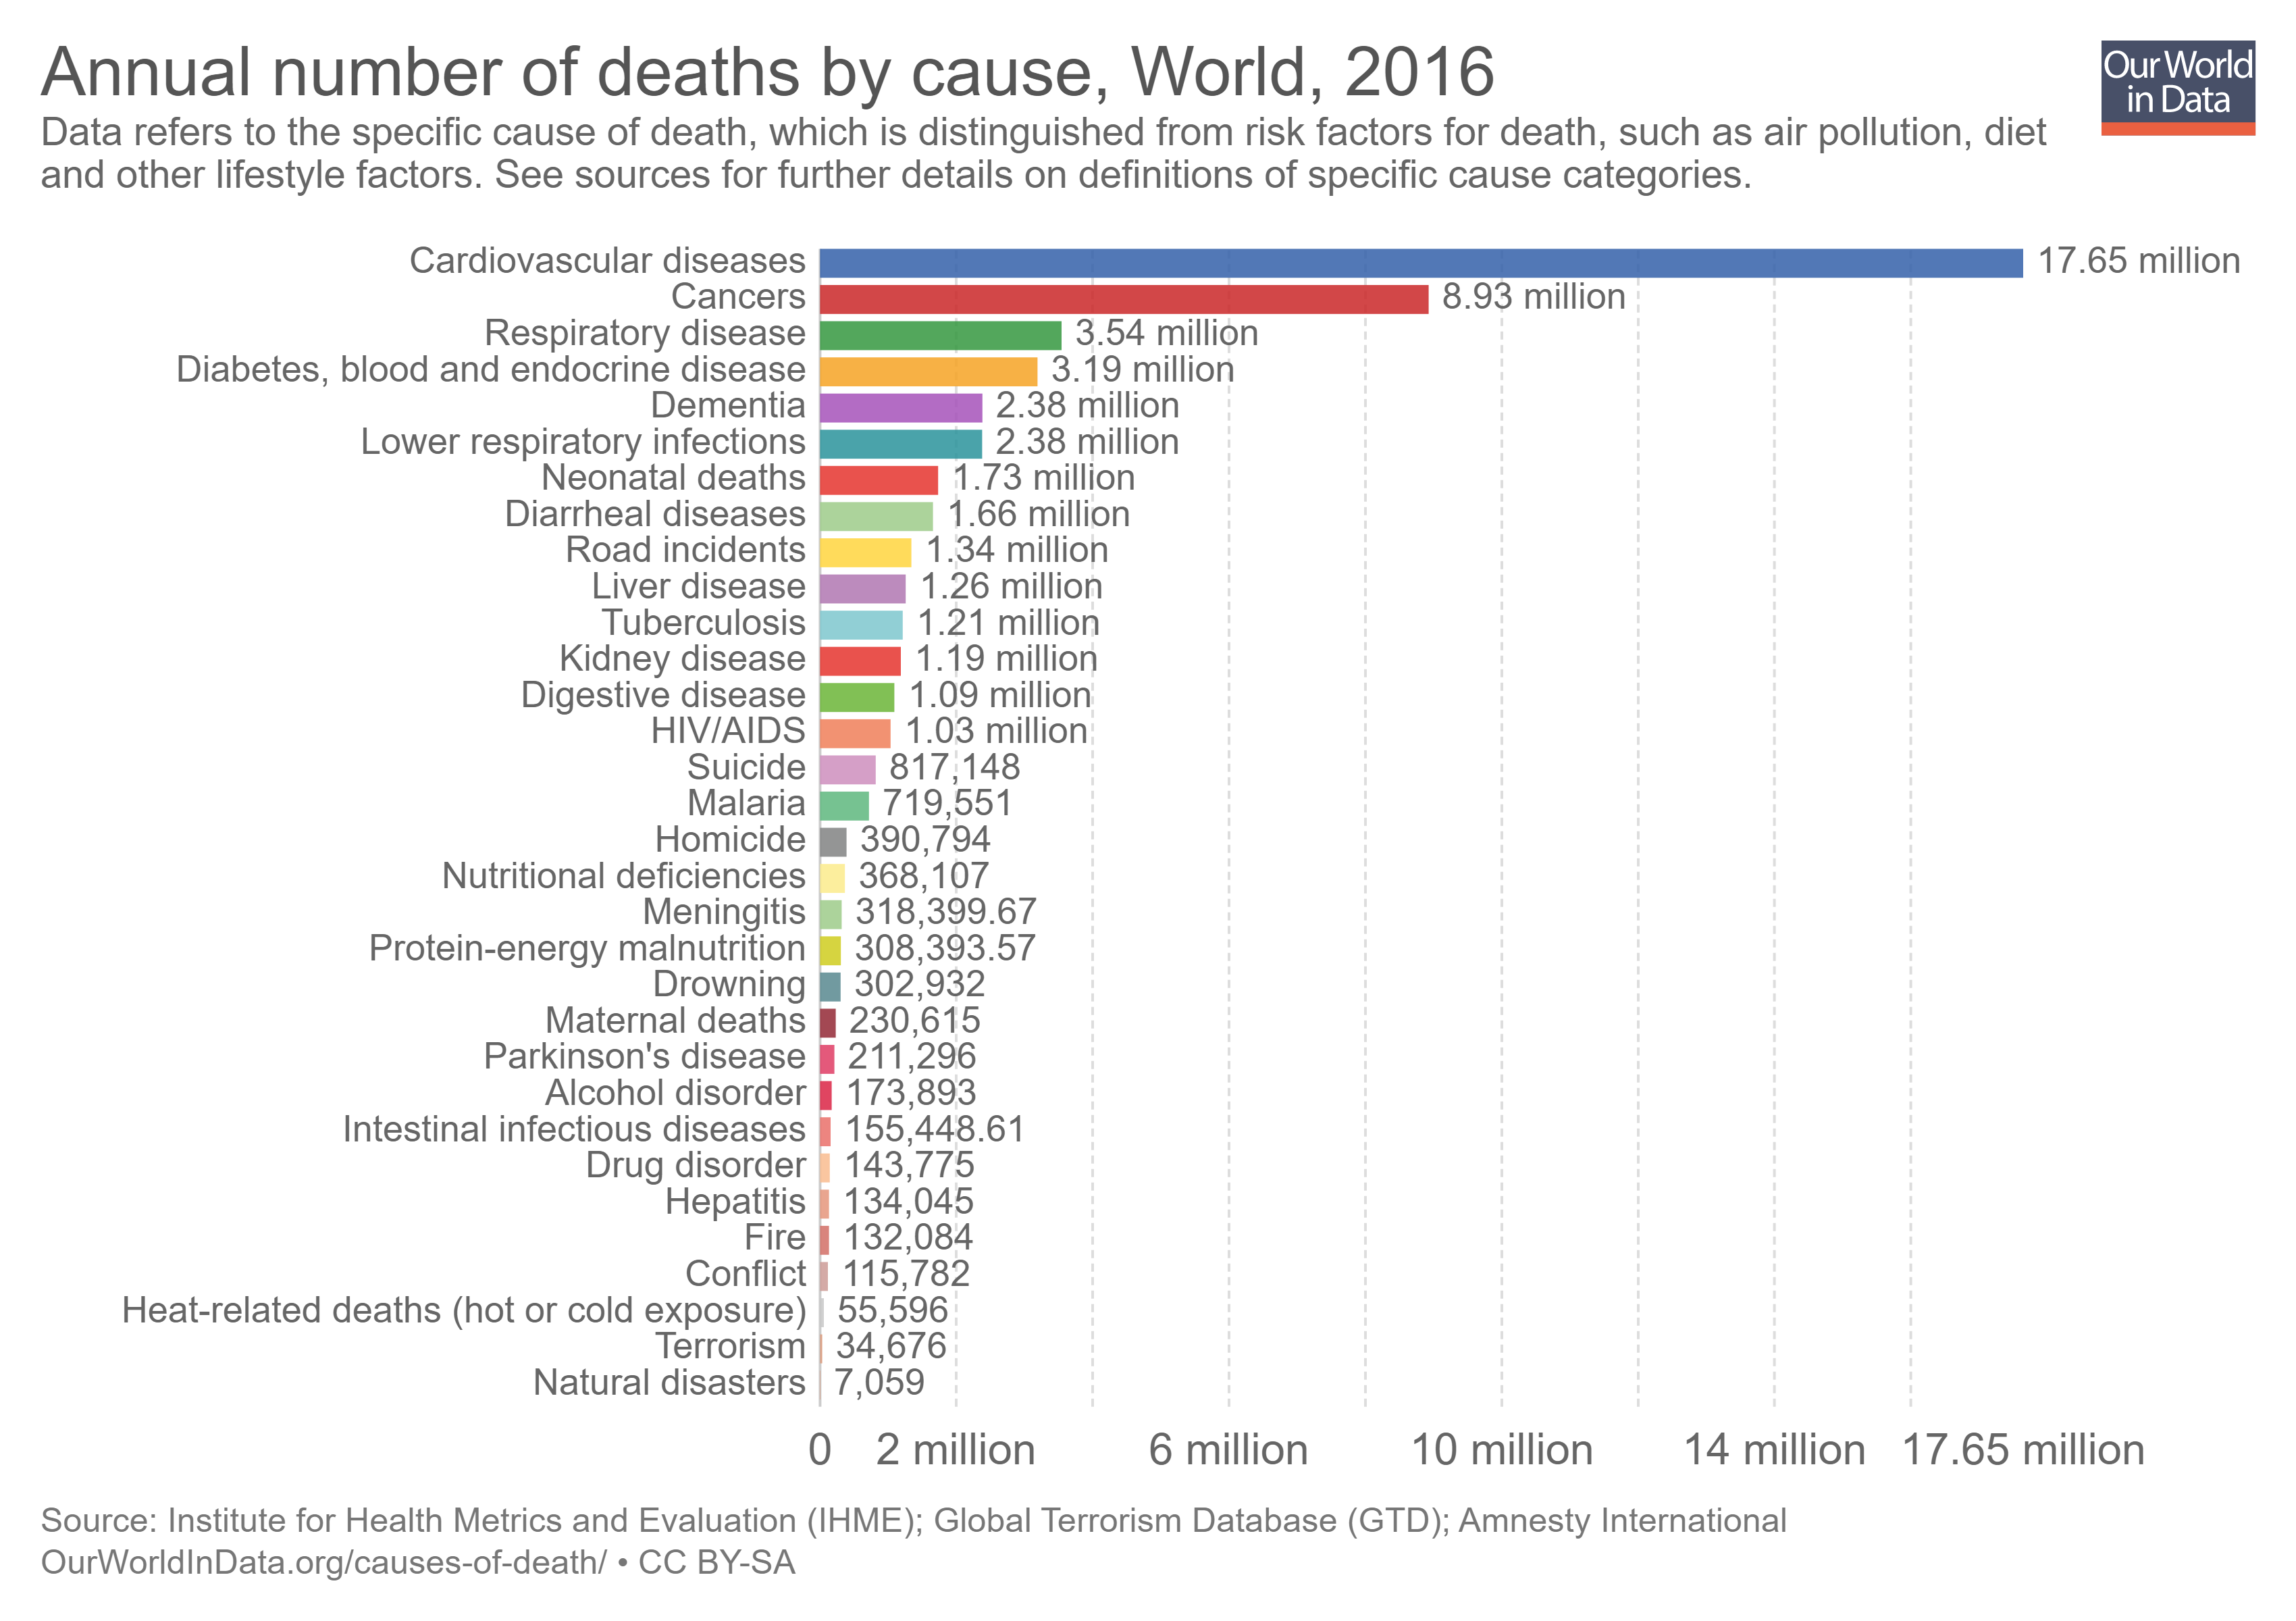 Annual number of deaths by cause, World, 2016
Our World
in Data
Data refers to the specific cause of death, which is distinguished from risk factors for death, such as air pollution, diet
and other lifestyle factors. See sources for further details on definitions of specific cause categories.
Cardiovascular diseases 17.65 million
Cancers 8.93 million
Respiratory disease 3.54 million
Diabetes, blood and endocrine disease 3.19 million
Dementia 2.38 million
Lower respiratory infections 2.38 million
Neonatal deaths 1.73 million
Diarrheal diseases 1.66 million
Road incidents 1.34 million
Liver disease 1.26 million
Tuberculosis 1.21 million
Kidney disease 1.19 million
Digestive disease 1.09 million
HIV/AIDS 1.03 million
Suicide 817,148
Malaria 719,551
Homicide 390,794
Nutritional deficiencies 368,107
Meningitis 318,399.67
Protein-energy malnutrition 308,393.57
Drowning 302,932
Maternal deaths 230,615
Parkinson's disease 211,296
Alcohol disorder 173,893
Intestinal infectious diseases 155,448.61
Drug disorder 143,775
Hepatitis 134,045
Fire 132,084
Conflict 115,782
Heat-related deaths (hot or cold exposure) 55,596
Terrorism 34,676
Natural disasters 7,059
0 2 million 6 million 10 million 14 million 17.65 million
Source: Institute for Health Metrics and Evaluation (IHME); Global Terrorism Database (GTD); Amnesty International
OurWorldInData.org/causes-of-death/ • CC BY-SA